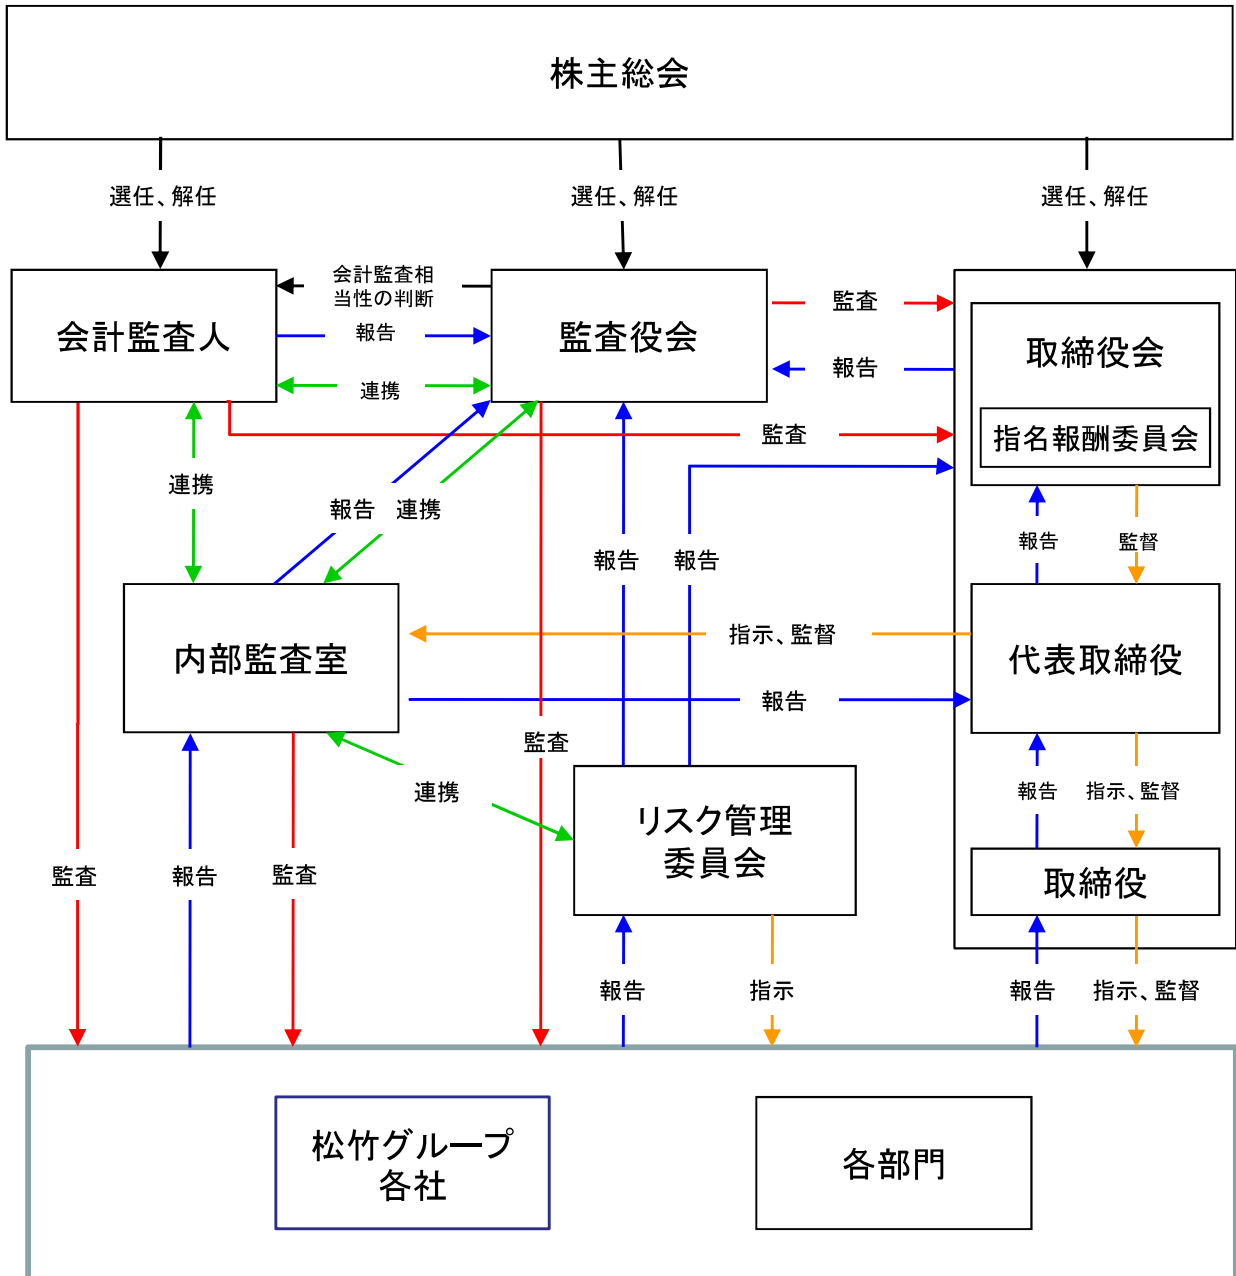 株主総会
選任、解任
選任、解任
選任、解任
会計監査相
当性の判断
監査
会計監査人
報告
監査役会
報告
取締役会
連携
監査
指名報酬委員会
連携
報告
連携
報告
報告
報告
監督
内部監査室
指示、監督
代表取締役
報告
監査
連携
報告
指示、監督
リスク管理
委員会
監査
報告
監査
取締役
報告
指示
報告
指示、監督
松竹グループ
各社
各部門